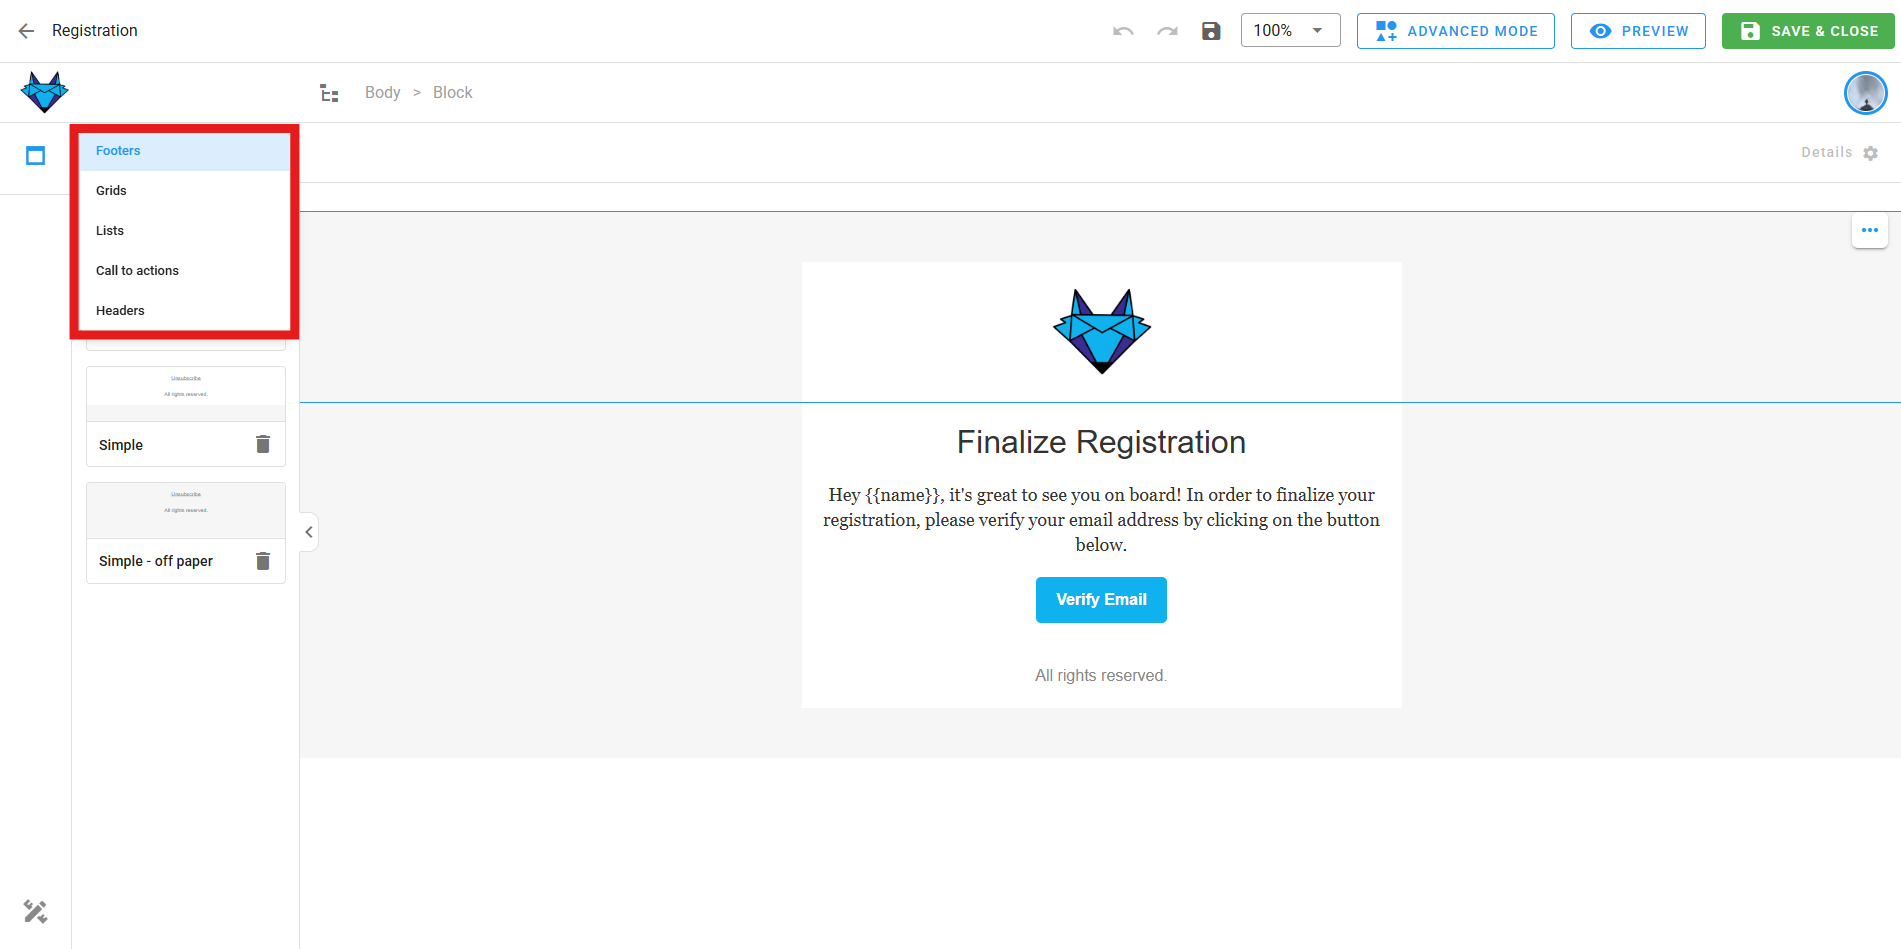 Registration
100%
ADVANCED MODE
PREVIEW
SAVE & CLOSE
Body > Block
Footers
Grids
Lists
Call to actions
Headers
Details
Unsubscribe
All rights reserved.
Simple
Unsubscribe
All rights reserved.
Simple - off paper
Finalize Registration
Hey {{name}}, it's great to see you on board! In order to finalize your
registration, please verify your email address by clicking on the button
below.
Verify Email
All rights reserved.